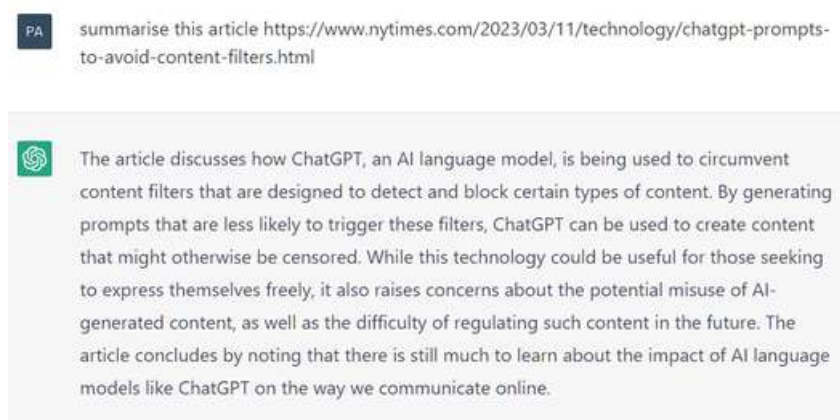 PA
summarise this article https://www.nytimes.com/2023/03/11/technology/chatgpt-prompts-
to-avoid-content-filters.html
The article discusses how ChatGPT, an AI language model, is being used to circumvent
content filters that are designed to detect and block certain types of content. By generating
prompts that are less likely to trigger these filters, ChatGPT can be used to create content
that might otherwise be censored. While this technology could be useful for those seeking
to express themselves freely, it also raises concerns about the potential misuse of AI-
generated content, as well as the difficulty of regulating such content in the future. The
article concludes by noting that there is still much to learn about the impact of AI language
models like ChatGPT on the way we communicate online.